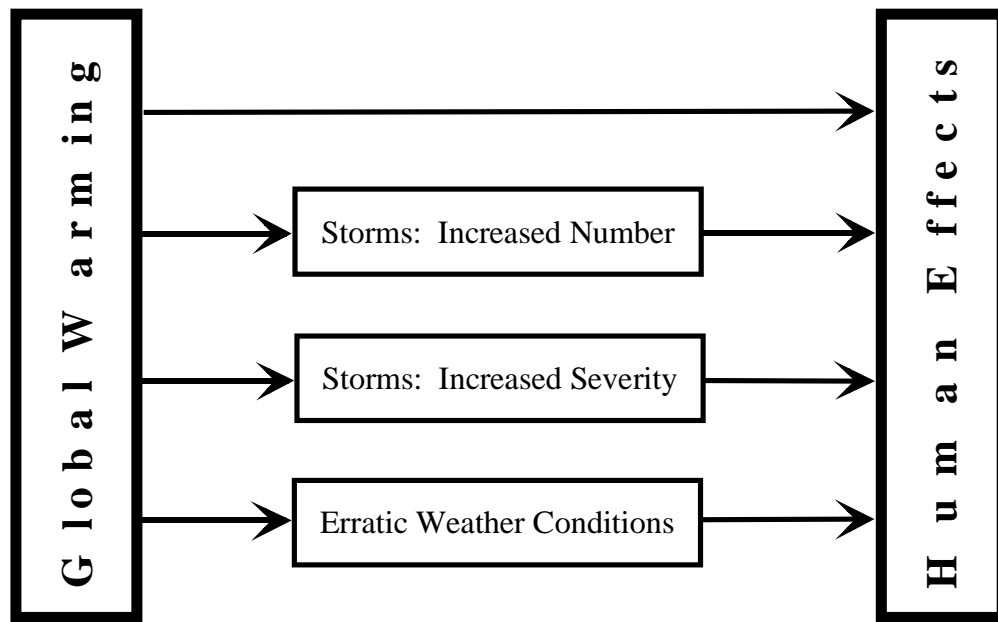 Global Warming
Storms: Increased Number
Storms: Increased Severity
Erratic Weather Conditions
Human Effects